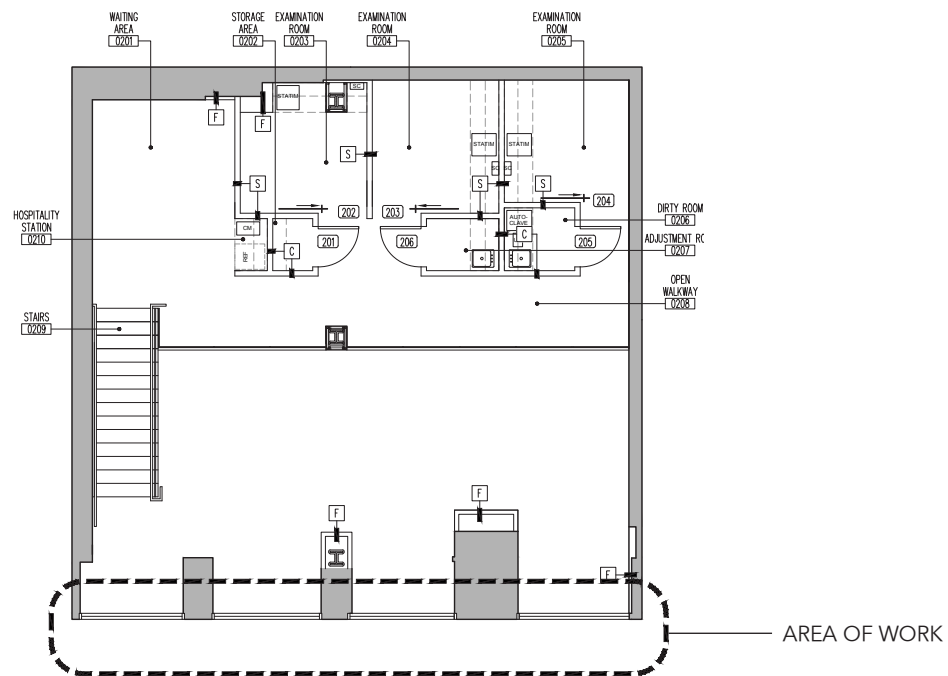 WAITING
AREA
0201
STORAGE
AREA
0202
EXAMINATION
ROOM
0203
EXAMINATION
ROOM
0204
EXAMINATION
ROOM
0205
STATIM
SC
F
F
S
STATIM
STATIM
SC
SC
S
S
S
202
203
204
HOSPITALITY
STATION
0210
CM
REF
C
201
206
AUTO-
CLAVE
C
205
DIRTY ROOM
0206
ADJUSTMENT RO
0207
OPEN
WALKWAY
0208
STAIRS
0209
F
F
F
AREA OF WORK